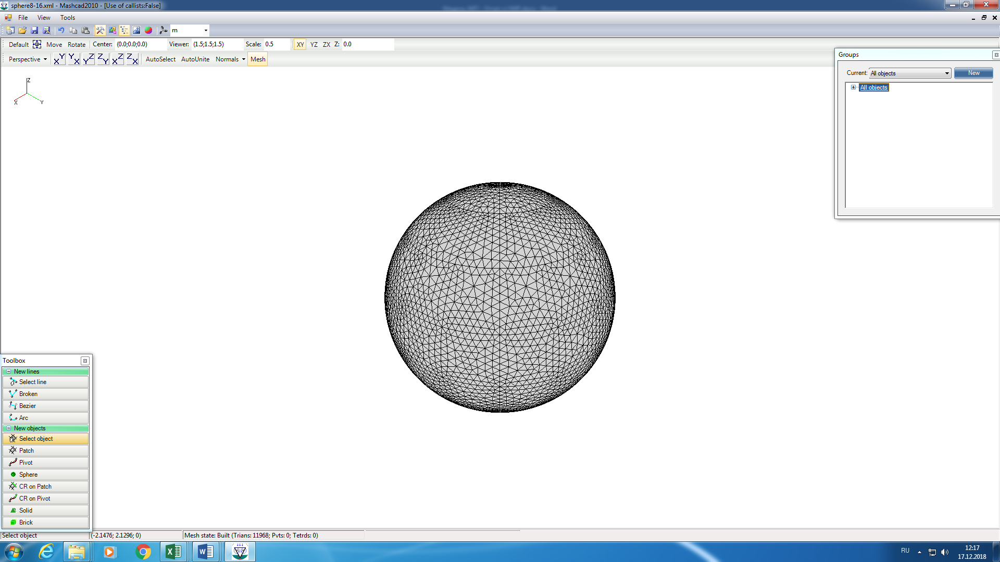 sphere8-16.xml - Mashcad2010 - [Use of callists:False]
File View Tools
m
Default Move Rotate Center: (0.0;0.0;0.0) Viewer: (1.5;1.5;1.5) Scale: 0.5 XY YZ ZX Z: 0.0
Perspective XY YX YZ ZY XZ ZX AutoSelect AutoUnite Normals Mesh
Groups
Current: All objects New
All objects
Z
X Y
Toolbox
New lines
Select line
Broken
Bezier
Arc
New objects
Select object
Patch
Pivot
Sphere
CR on Patch
CR on Pivot
Solid
Brick
Select object (-2.1476; 2.1296; 0) Mesh state: Built (Trians: 11968; Pvts: 0; Tetrds: 0)
RU 12:17
17.12.2018